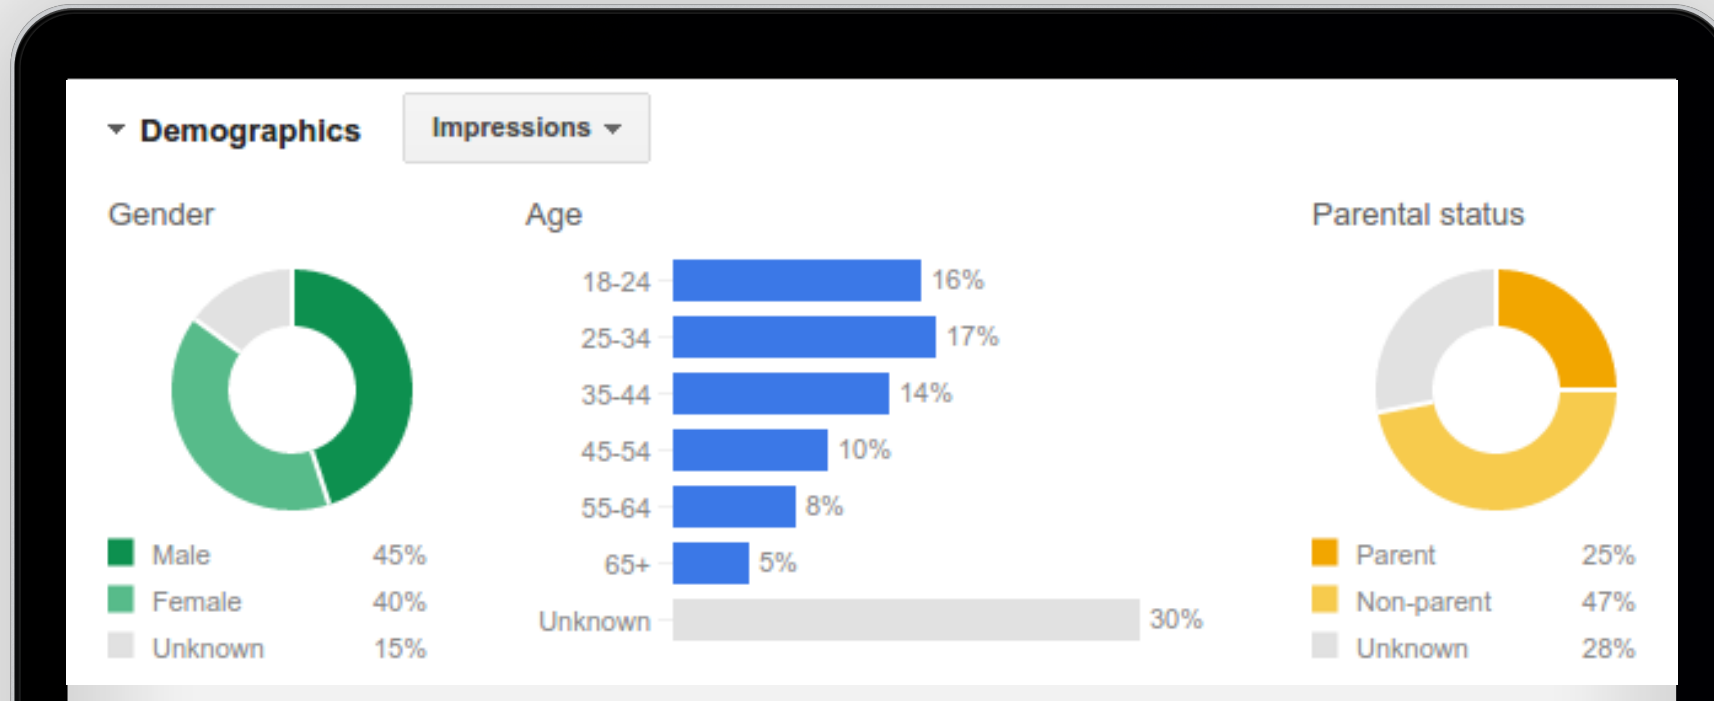 Demographics
Impressions
Gender
Male 45%
Female 40%
Unknown 15%
Age
18-24 16%
25-34 17%
35-44 14%
45-54 10%
55-64 8%
65+ 5%
Unknown 30%
Parental status
Parent 25%
Non-parent 47%
Unknown 28%